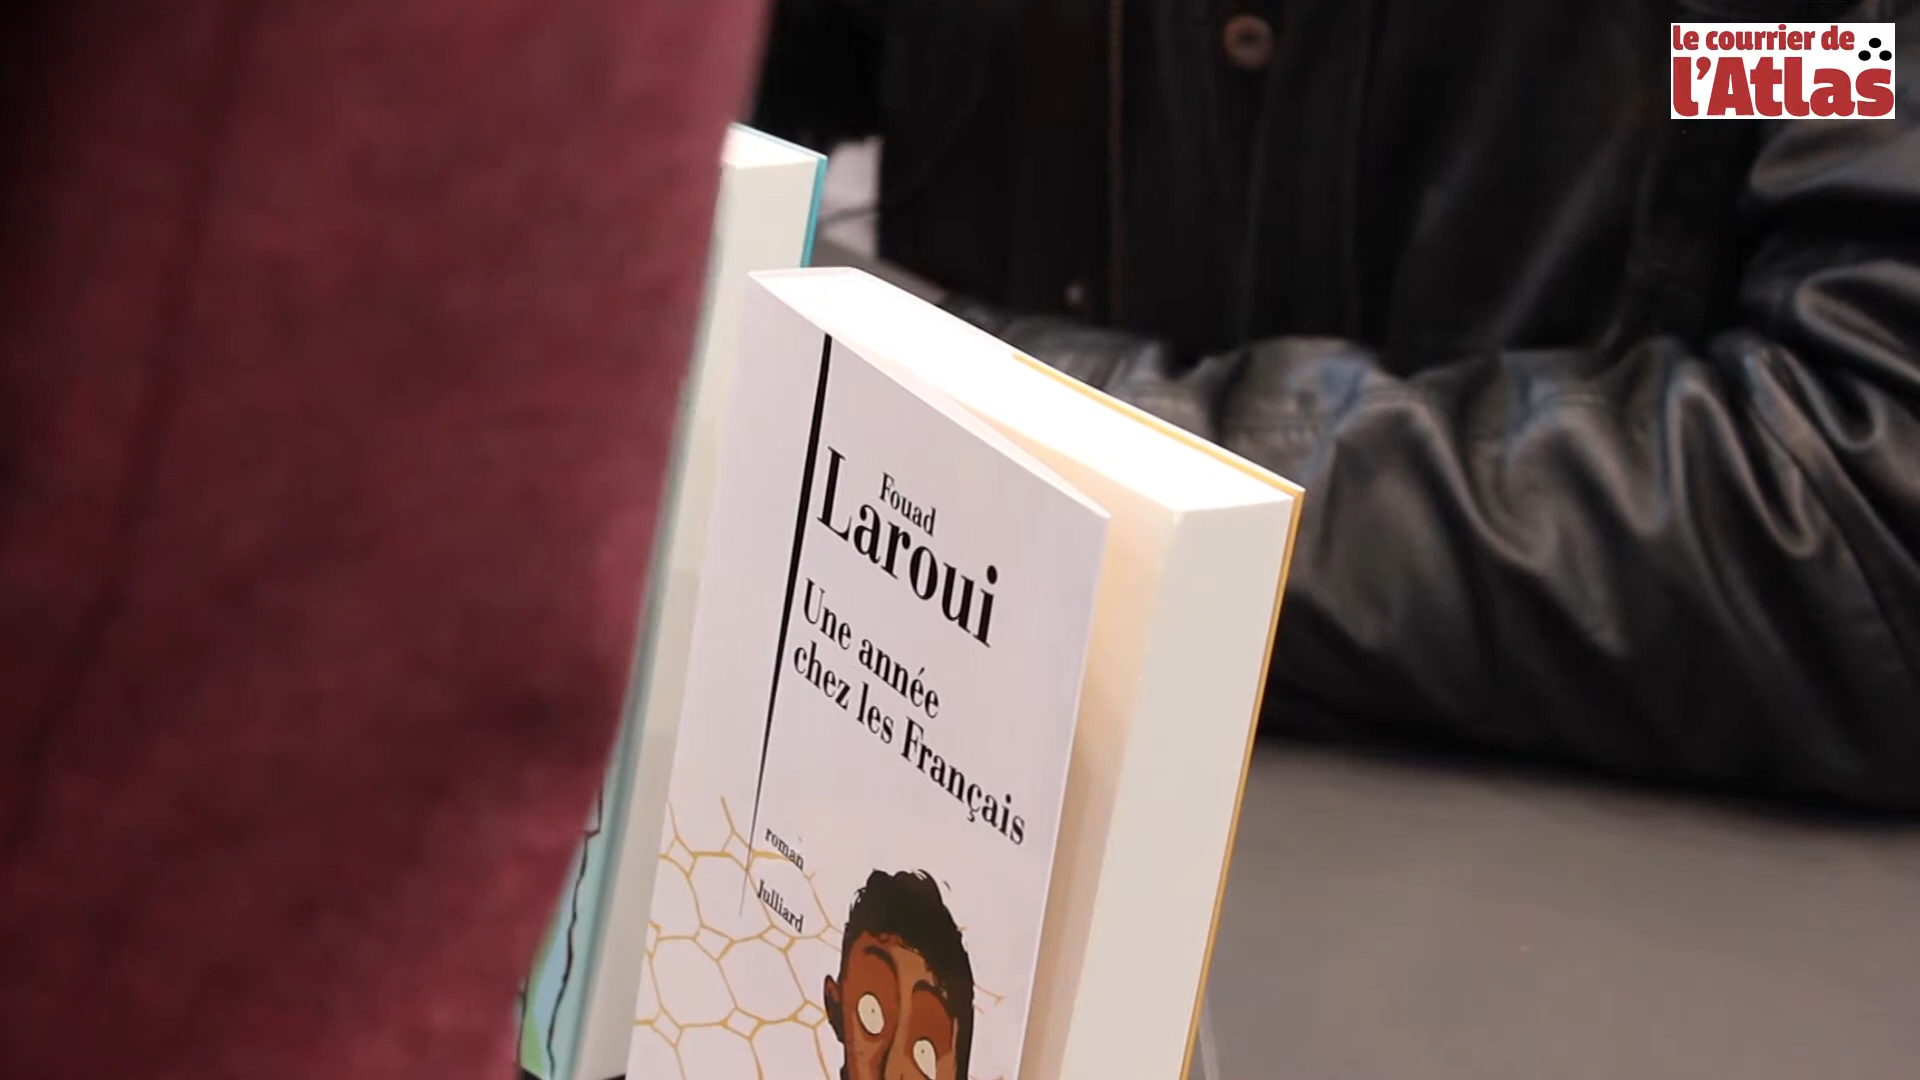 le courrier de
l'Atlas
Fouad
Laroui
Une année
chez les Français
roman
Julliard